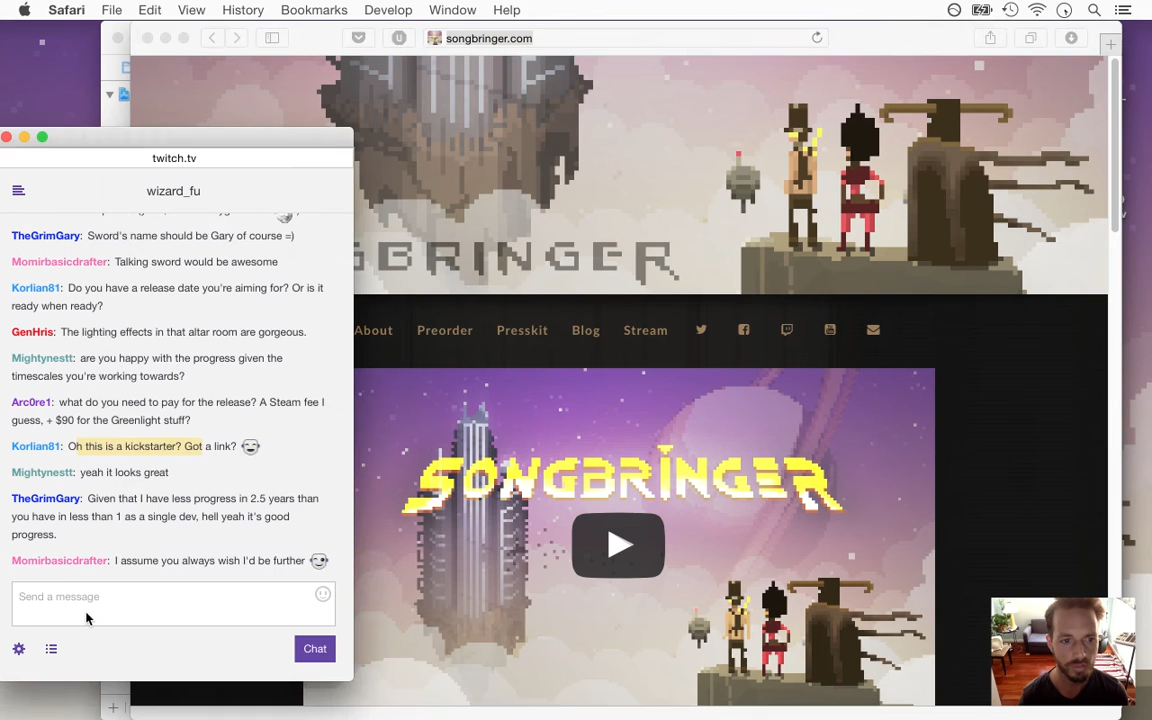 Safari File Edit View History Bookmarks Develop Window Help
songbringer.com
twitch.tv
wizard_fu
TheGrimGary: Sword's name should be Gary of course =)
Momirbasicdrafter: Talking sword would be awesome
Korlian81: Do you have a release date you're aiming for? Or is it
ready when ready?
GenHris: The lighting effects in that altar room are gorgeous.
Mightynestt: are you happy with the progress given the
timescales you're working towards?
Arc0re1: what do you need to pay for the release? A Steam fee I
guess, + $90 for the Greenlight stuff?
Korlian81: Oh this is a kickstarter? Got a link?
Mightynestt: yeah it looks great
TheGrimGary: Given that I have less progress in 2.5 years than
you have in less than 1 as a single dev, hell yeah it's good
progress.
Momirbasicdrafter: I assume you always wish I'd be further
Send a message
Chat
NGBRINGER
About Preorder Presskit Blog Stream
SONGBRINGER